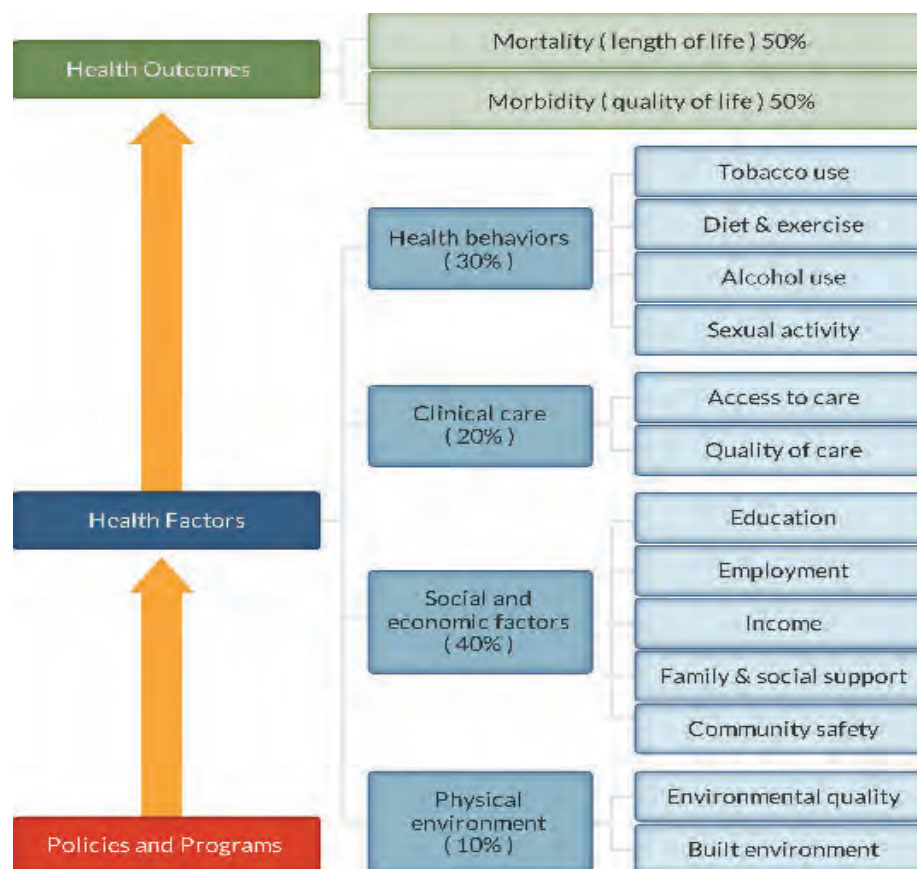 Health Outcomes
Mortality ( length of life ) 50%
Morbidity ( quality of life ) 50%
Health behaviors
( 30% )
Tobacco use
Diet & exercise
Alcohol use
Sexual activity
Clinical care
( 20% )
Access to care
Quality of care
Health Factors
Social and
economic factors
( 40% )
Education
Employment
Income
Family & social support
Community safety
Policies and Programs
Physical
environment
( 10% )
Environmental quality
Built environment